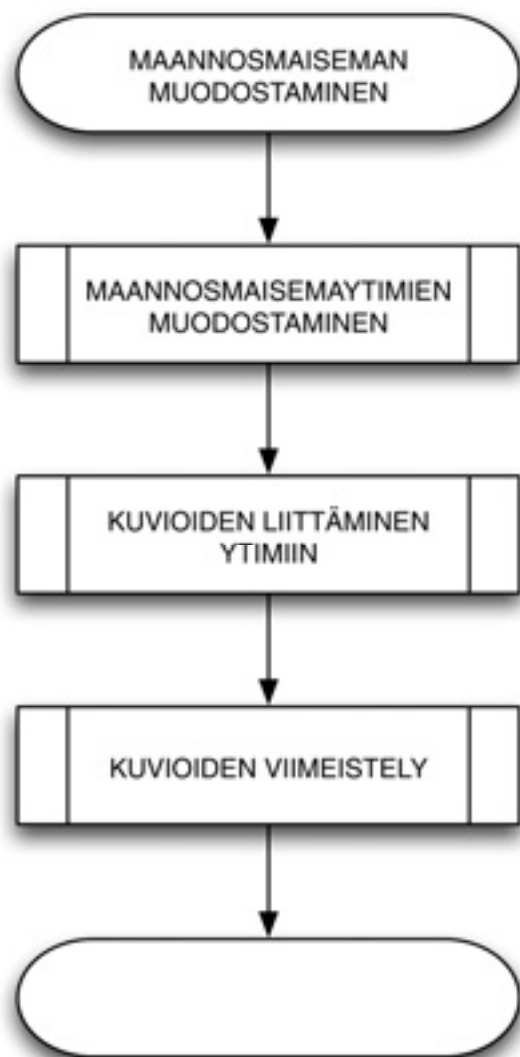 MAANNOSMAISEMAN
MUODOSTAMINEN
MAANNOSMAISEMAYTIMIEN
MUODOSTAMINEN
KUVIOIDEN LIITTÄMINEN
YTIMIIN
KUVIOIDEN VIIMEISTELY